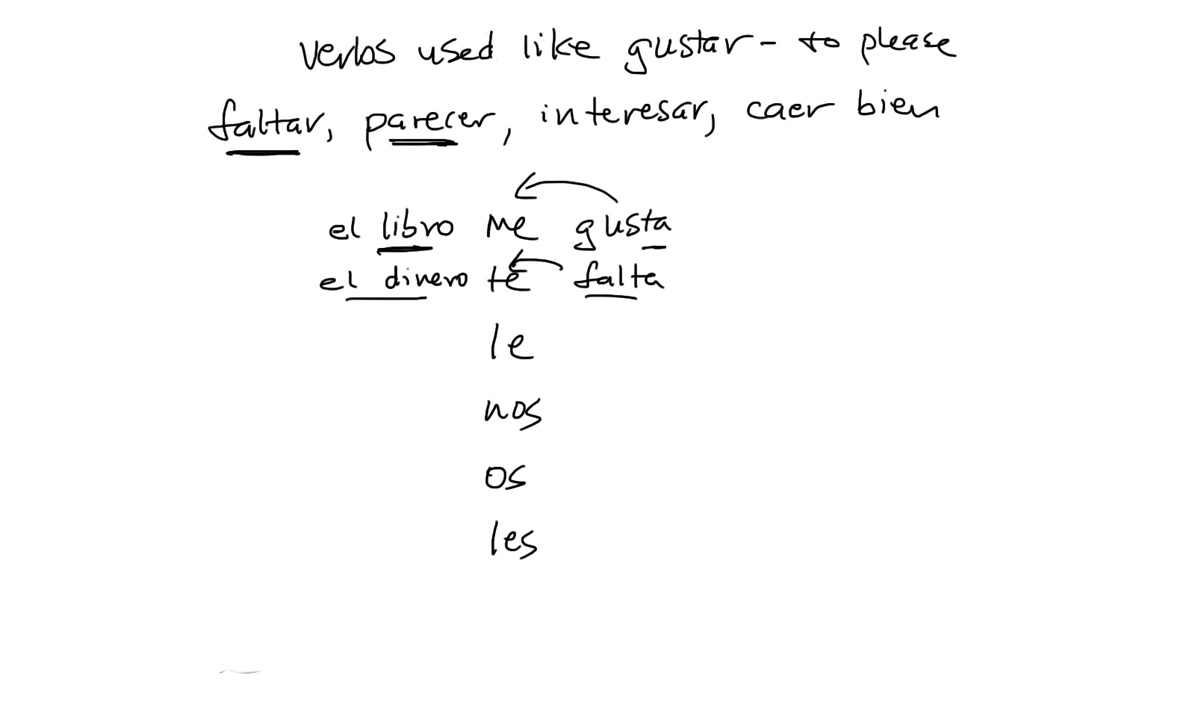 Verbs used like gustar - to please
faltar, parecer, interesar, caer bien
el libro me gusta
el dinero te falta
le
nos
os
les